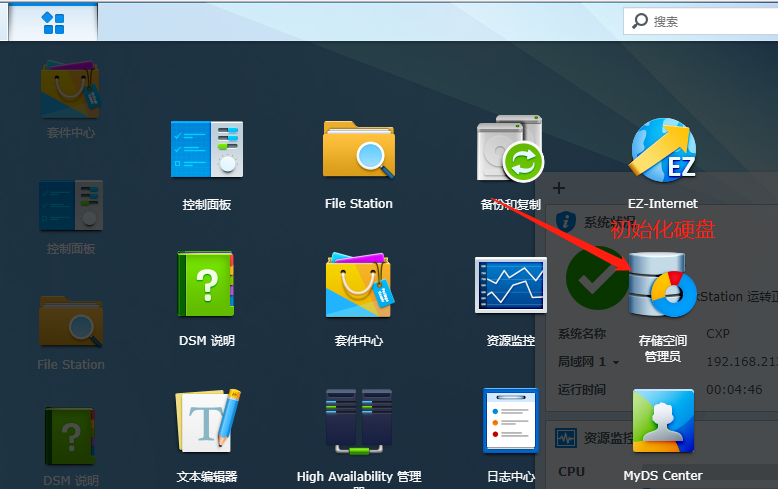 搜索
套件中心
控制面板
File Station
DSM 说明
控制面板
File Station
备份和复制
EZ
EZ-Internet
系统状况
初始化硬盘
DSM 说明
套件中心
资源监控
存储空间
管理员
Station 运转正
系统名称
CXP
局域网 1
192.168.21
运行时间
00:04:46
文本编辑器
High Availability 管理
日志中心
MyDS Center
资源监控
CPU